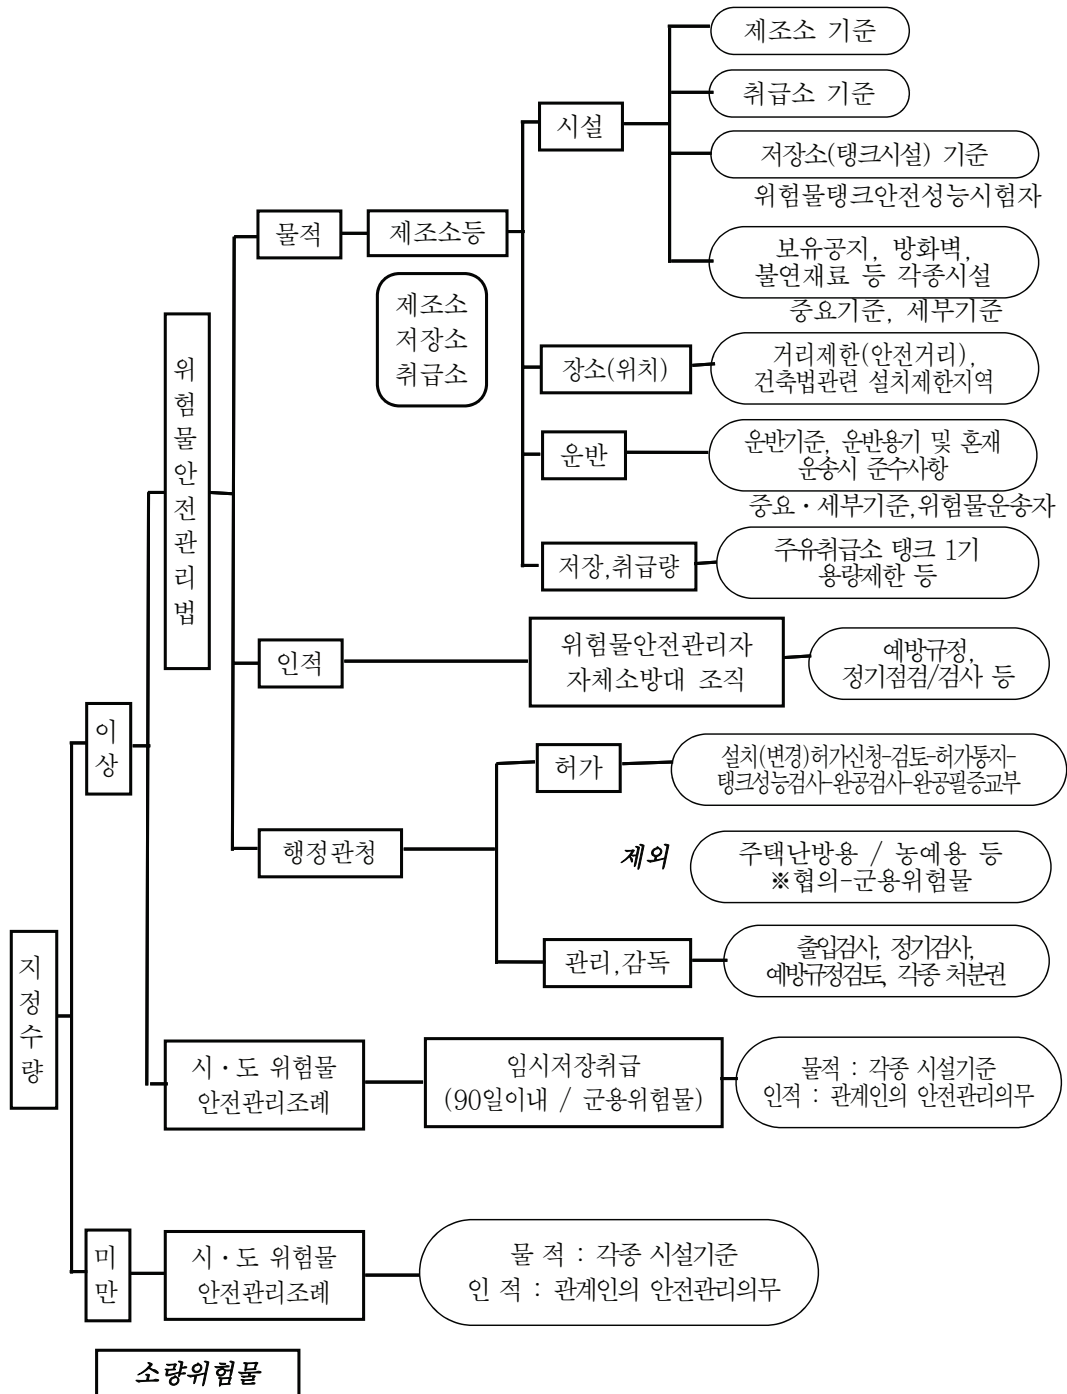 제조소 기준
취급소 기준
시설
저장소(탱크시설) 기준
위험물탱크안전성능시험자
물적
제조소등
보유공지, 방화벽,
불연재료 등 각종시설
중요기준, 세부기준
제조소
저장소
취급소
장소(위치)
거리제한(안전거리),
건축법관련 설치제한지역
위험물안전관리법
운반
운반기준, 운반용기 및 혼재
운송시 준수사항
중요·세부기준,위험물운송자
저장,취급량
주유취급소 탱크 1기
용량제한 등
인적
위험물안전관리자
자체소방대 조직
예방규정,
정기점검/검사 등
이상
허가
설치(변경)허가신청-검토-허가통지-
탱크성능검사-완공검사-완공필증교부
행정관청
제외
주택난방용 / 농예용 등
※협의-군용위험물
관리,감독
출입검사, 정기검사,
예방규정검토, 각종 처분권
지정수량
시·도 위험물
안전관리조례
임시저장취급
(90일이내 / 군용위험물)
물적 : 각종 시설기준
인적 : 관계인의 안전관리의무
미만
시·도 위험물
안전관리조례
물 적 : 각종 시설기준
인 적 : 관계인의 안전관리의무
소량위험물